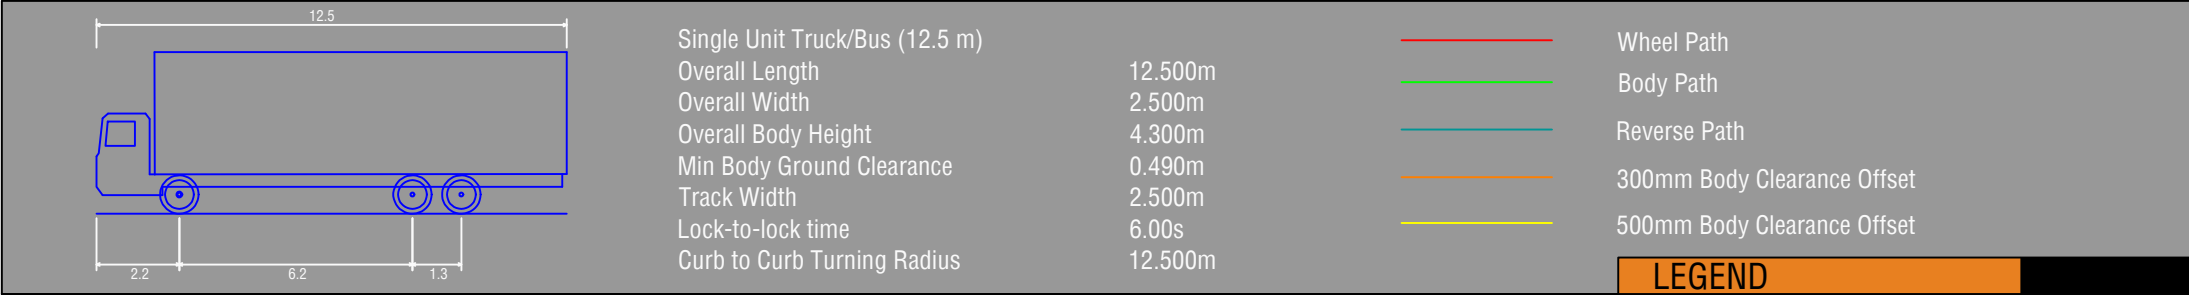 12.5
2.2 6.2 1.3
Single Unit Truck/Bus (12.5 m)
Overall Length 12.500m
Overall Width 2.500m
Overall Body Height 4.300m
Min Body Ground Clearance 0.490m
Track Width 2.500m
Lock-to-lock time 6.00s
Curb to Curb Turning Radius 12.500m
Wheel Path
Body Path
Reverse Path
300mm Body Clearance Offset
500mm Body Clearance Offset
LEGEND